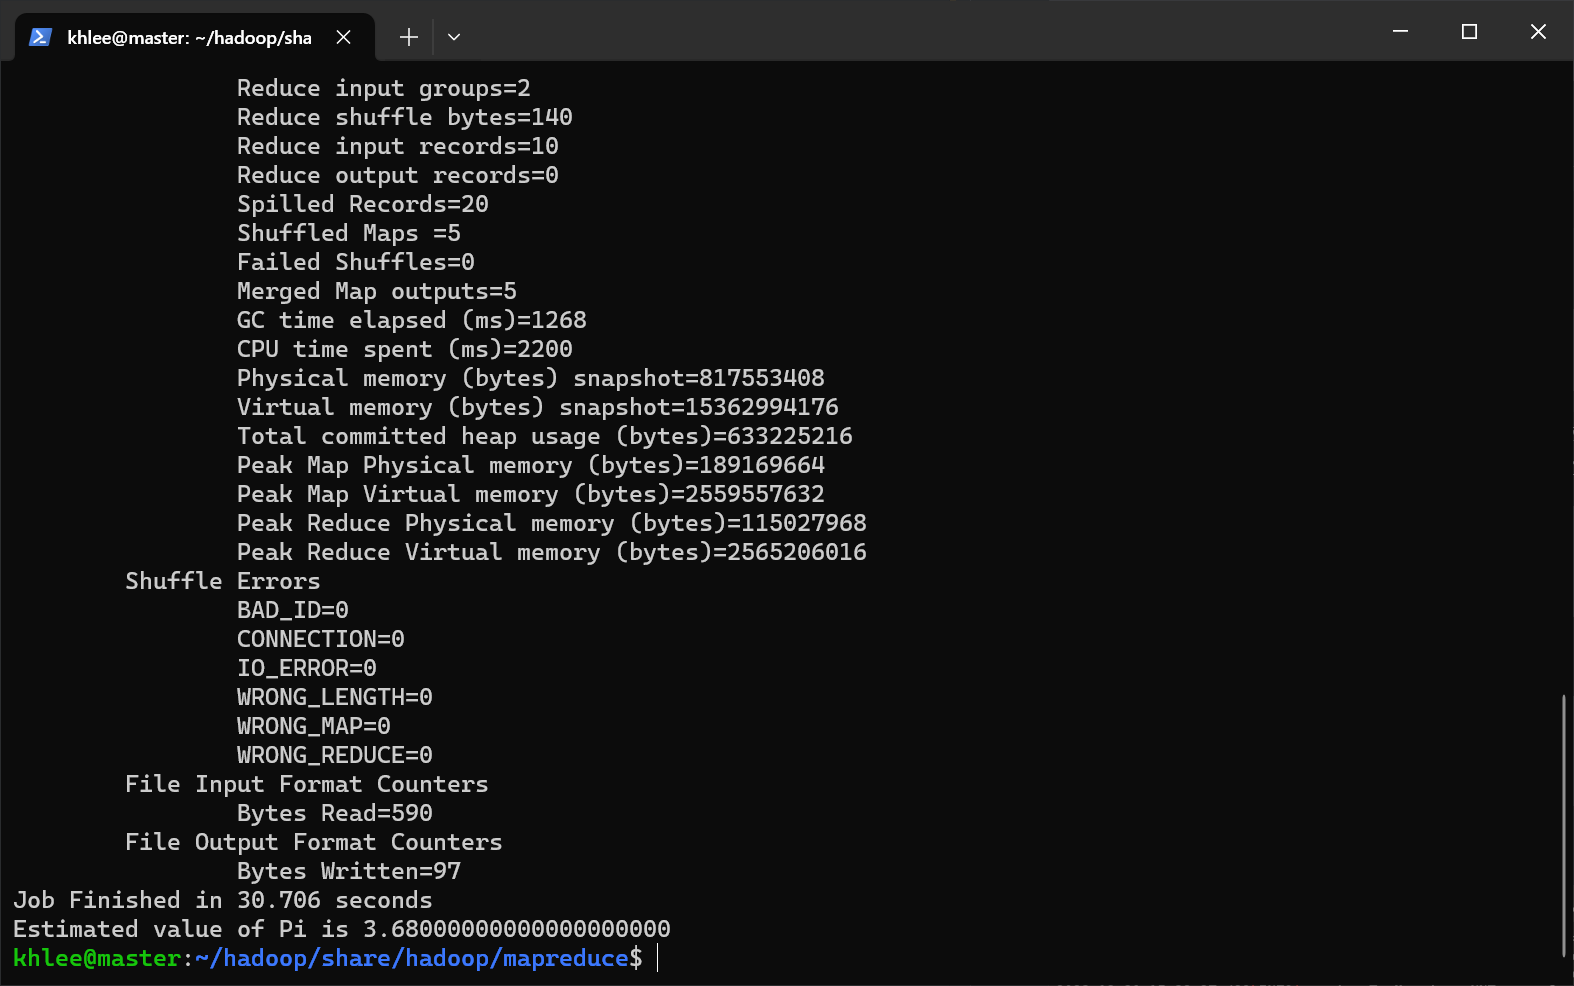 khlee@master: ~/hadoop/sha
Reduce input groups=2
Reduce shuffle bytes=140
Reduce input records=10
Reduce output records=0
Spilled Records=20
Shuffled Maps =5
Failed Shuffles=0
Merged Map outputs=5
GC time elapsed (ms)=1268
CPU time spent (ms)=2200
Physical memory (bytes) snapshot=817553408
Virtual memory (bytes) snapshot=15362994176
Total committed heap usage (bytes)=633225216
Peak Map Physical memory (bytes)=189169664
Peak Map Virtual memory (bytes)=2559557632
Peak Reduce Physical memory (bytes)=115027968
Peak Reduce Virtual memory (bytes)=2565206016
Shuffle Errors
BAD_ID=0
CONNECTION=0
IO_ERROR=0
WRONG_LENGTH=0
WRONG_MAP=0
WRONG_REDUCE=0
File Input Format Counters
Bytes Read=590
File Output Format Counters
Bytes Written=97
Job Finished in 30.706 seconds
Estimated value of Pi is 3.68000000000000000000
khlee@master:~/hadoop/share/hadoop/mapreduce$